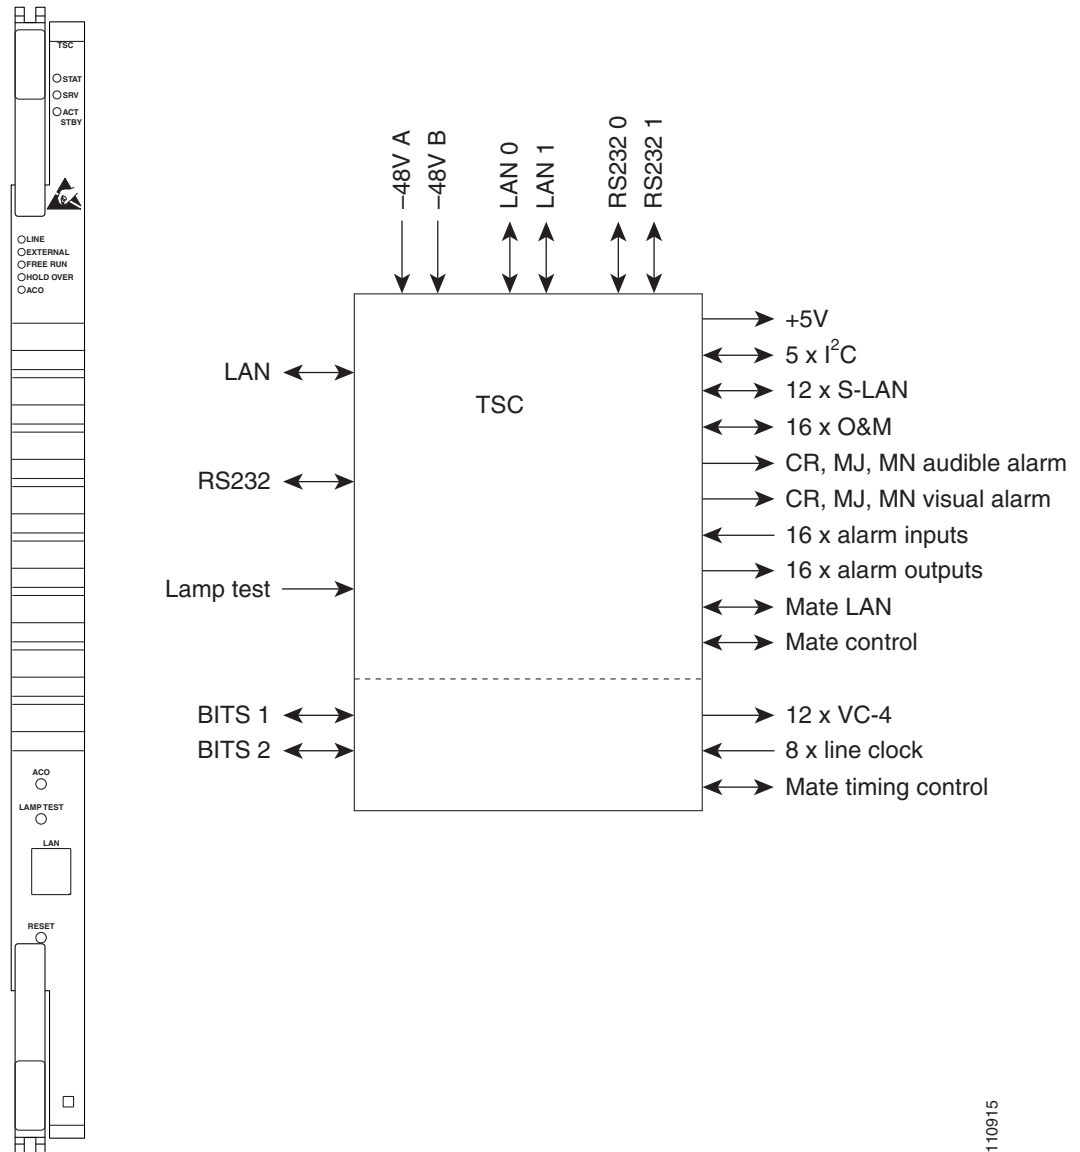 TSC
STAT
SRV
ACT
STBY
LINE
EXTERNAL
FREE RUN
HOLD OVER
ACO
ACO
LAMP TEST
LAN
RESET
–48V A
–48V B
LAN 0
LAN 1
RS232 0
RS232 1
LAN
RS232
Lamp test
BITS 1
BITS 2
TSC
+5V
5 x I²C
12 x S-LAN
16 x O&M
CR, MJ, MN audible alarm
CR, MJ, MN visual alarm
16 x alarm inputs
16 x alarm outputs
Mate LAN
Mate control
12 x VC-4
8 x line clock
Mate timing control
110915